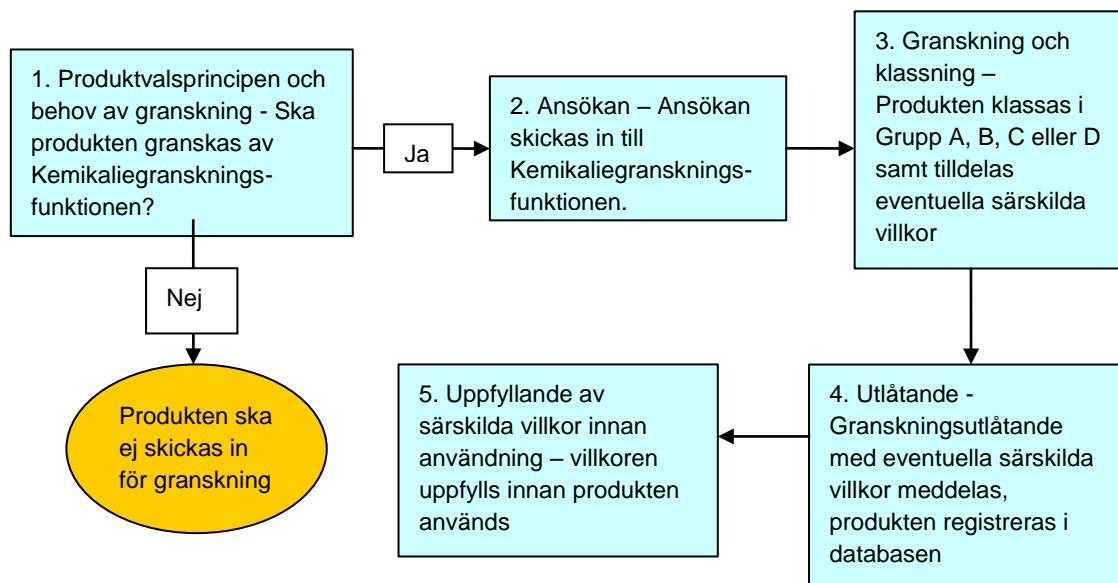 1. Produktvalsprincipen och
behov av granskning - Ska
produkten granskas av
Kemikaliegransknings-
funktionen?
Ja
2. Ansökan – Ansökan
skickas in till
Kemikaliegransknings-
funktionen.
3. Granskning och
klassning –
Produkten klassas i
Grupp A, B, C eller D
samt tilldelas
eventuella särskilda
villkor
Nej
Produkten ska
ej skickas in
för granskning
4. Utlåtande -
Granskningsutlåtande
med eventuella särskilda
villkor meddelas,
produkten registreras i
databasen
5. Uppfyllande av
särskilda villkor innan
användning – villkoren
uppfylls innan produkten
används